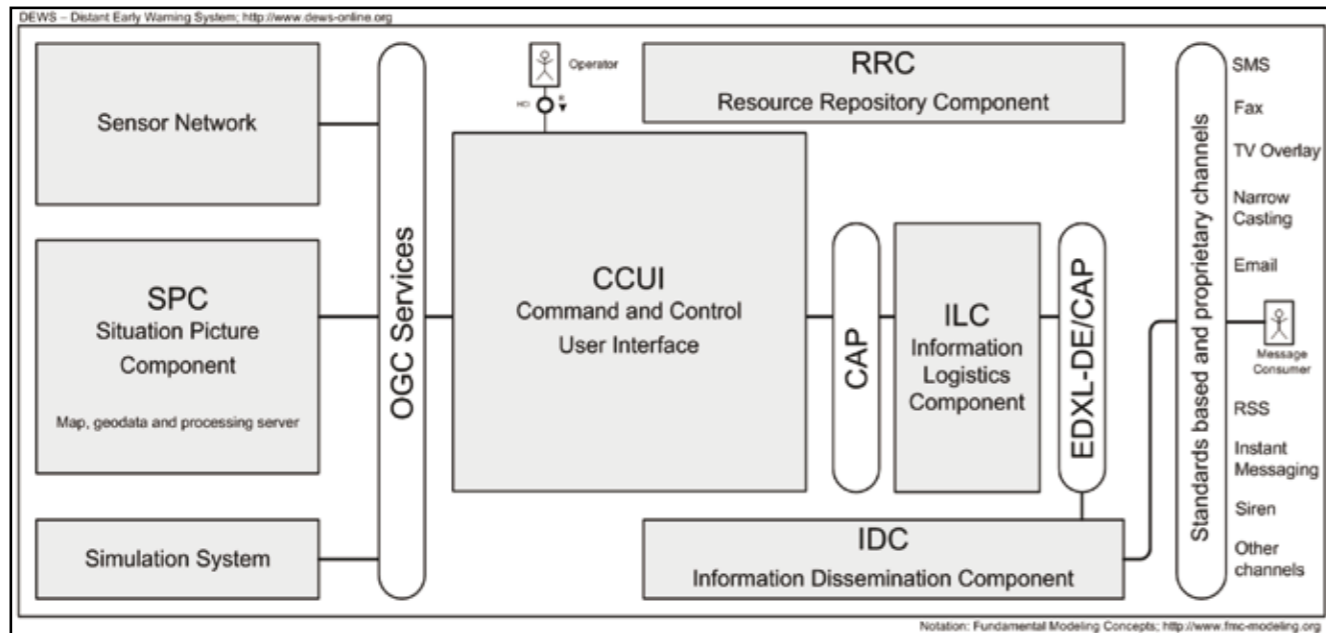 DEWS – Distant Early Warning System; http://www.dews-online.org
Sensor Network
SPC
Situation Picture
Component
Map, geodata and processing server
Simulation System
OGC Services
Operator
HCI
R
CCUI
Command and Control
User Interface
RRC
Resource Repository Component
CAP
ILC
Information
Logistics
Component
EDXL-DE/CAP
IDC
Information Dissemination Component
Standards based and proprietary channels
SMS
Fax
TV Overlay
Narrow
Casting
Email
Message
Consumer
RSS
Instant
Messaging
Siren
Other
channels
Notation: Fundamental Modeling Concepts; http://www.fmc-modeling.org